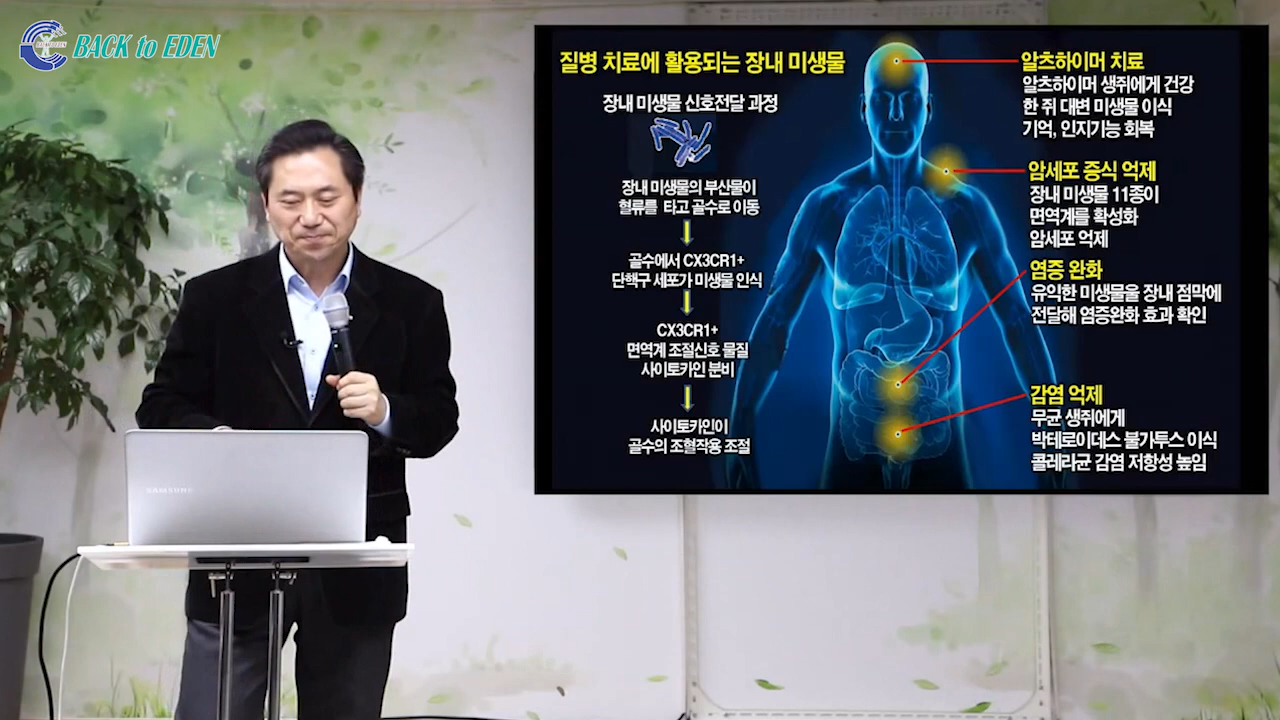 BACK to EDEN
질병 치료에 활용되는 장내 미생물
장내 미생물 신호전달 과정
장내 미생물의 부산물이
혈류를 타고 골수로 이동
골수에서 CX3CR1+
단핵구 세포가 미생물 인식
CX3CR1+
면역계 조절신호 물질
사이토카인 분비
사이토카인이
골수의 조혈작용 조절
알츠하이머 치료
알츠하이머 생쥐에게 건강
한 쥐 대변 미생물 이식
기억, 인지기능 회복
암세포 증식 억제
장내 미생물 11종이
면역계를 확성화
암세포 억제
염증 완화
유익한 미생물을 장내 점막에
전달해 염증완화 효과 확인
감염 억제
무균 생쥐에게
박테로이데스 불가투스 이식
콜레라균 감염 저항성 높임
SAMSUNG